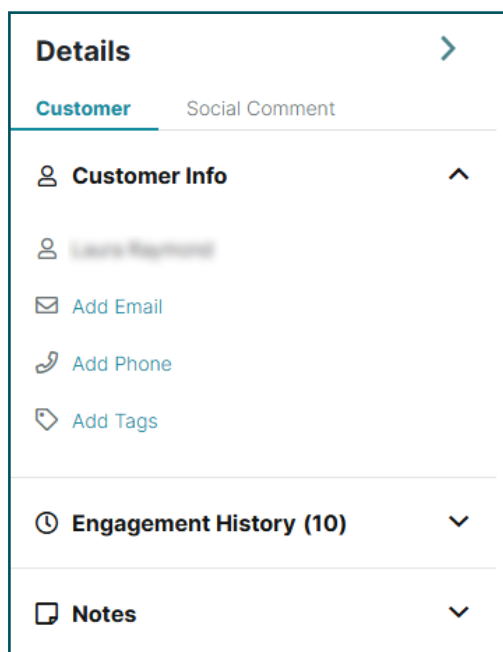 Details
Customer
Social Comment
Customer Info
Add Email
Add Phone
Add Tags
Engagement History (10)
Notes